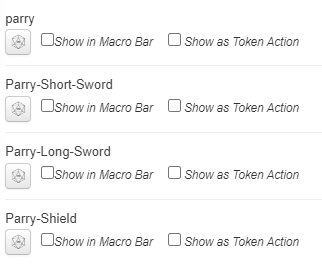 parry
Show in Macro Bar Show as Token Action
Parry-Short-Sword
Show in Macro Bar Show as Token Action
Parry-Long-Sword
Show in Macro Bar Show as Token Action
Parry-Shield
Show in Macro Bar Show as Token Action